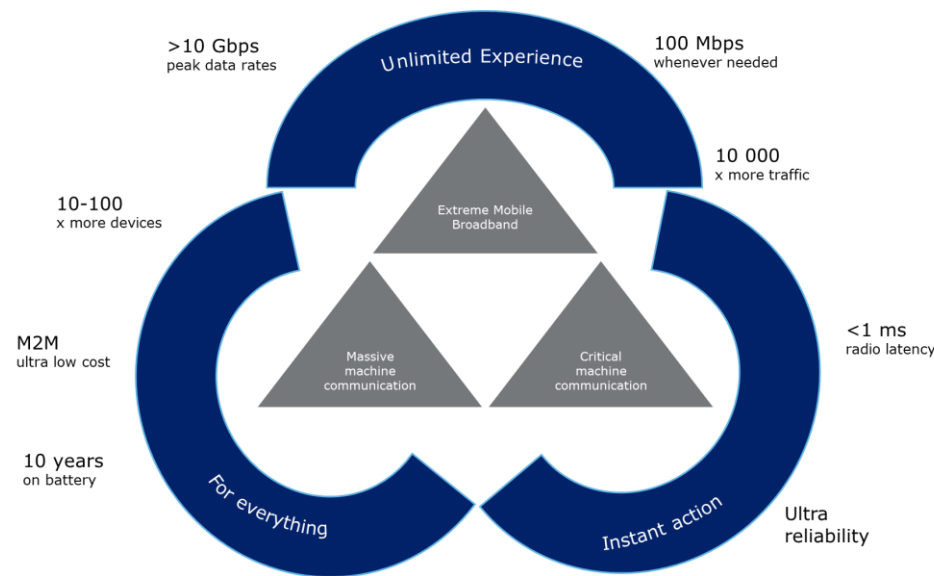 >10 Gbps
peak data rates
Unlimited Experience
100 Mbps
whenever needed
10 000
x more traffic
10-100
x more devices
Extreme Mobile
Broadband
M2M
ultra low cost
<1 ms
radio latency
Massive
machine
communication
Critical
machine
communication
10 years
on battery
For everything
Instant action
Ultra
reliability